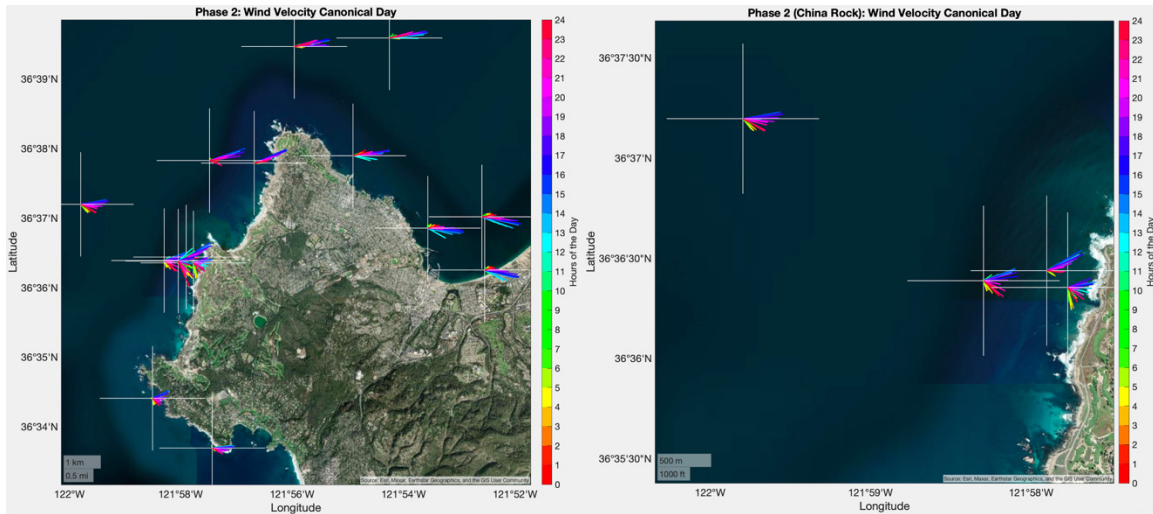 Phase 2: Wind Velocity Canonical Day
36°39'N
36°38'N
36°37'N
36°36'N
36°35'N
36°34'N
Latitude
1 km
0.5 mi
Source: Esri, Maxar, Earthstar Geographics, and the GIS User Community
122°W
121°58'W
121°56'W
121°54'W
121°52'W
Longitude
24
23
22
21
20
19
18
17
16
15
14
13
12
11
10
9
8
7
6
5
4
3
2
1
0
Hours of the Day
Phase 2 (China Rock): Wind Velocity Canonical Day
36°37'30"N
36°37'N
36°36'30"N
36°36'N
36°35'30"N
Latitude
500 m
1000 ft
Source: Esri, Maxar, Earthstar Geographics, and the GIS User Community
122°W
121°59'W
121°58'W
Longitude
24
23
22
21
20
19
18
17
16
15
14
13
12
11
10
9
8
7
6
5
4
3
2
1
0
Hours of the Day